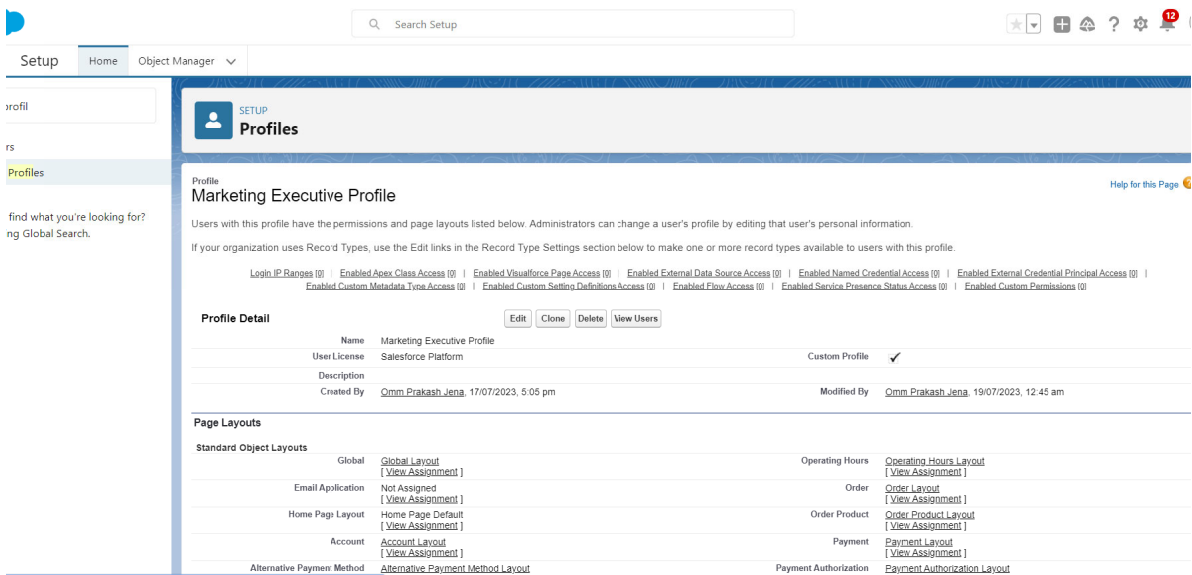 Search Setup
12
Setup Home Object Manager
profil
rs
Profiles
find what you're looking for?
ng Global Search.
SETUP
Profiles
Profile
Marketing Executive Profile
Help for this Page
Users with this profile have the permissions and page layouts listed below. Administrators can change a user's profile by editing that user's personal information.
If your organization uses Record Types, use the Edit links in the Record Type Settings section below to make one or more record types available to users with this profile.
Login IP Ranges [0] | Enabled Apex Class Access [0] | Enabled Visualforce Page Access [0] | Enabled External Data Source Access [0] | Enabled Named Credential Access [0] | Enabled External Credential Principal Access [0] |
Enabled Custom Metadata Type Access [0] | Enabled Custom Setting Definitions Access [0] | Enabled Flow Access [0] | Enabled Service Presence Status Access [0] | Enabled Custom Permissions [0]
Profile Detail Edit Clone Delete View Users
Name Marketing Executive Profile
User License Salesforce Platform Custom Profile ✓
Description
Created By Omm Prakash Jena, 17/07/2023, 5:05 pm Modified By Omm Prakash Jena, 19/07/2023, 12:45 am
Page Layouts
Standard Object Layouts
Global Global Layout Operating Hours Operating Hours Layout
[ View Assignment ] [ View Assignment ]
Email Application Not Assigned Order Order Layout
[ View Assignment ] [ View Assignment ]
Home Page Layout Home Page Default Order Product Order Product Layout
[ View Assignment ] [ View Assignment ]
Account Account Layout Payment Payment Layout
[ View Assignment ] [ View Assignment ]
Alternative Payment Method Alternative Payment Method Layout Payment Authorization Payment Authorization Layout